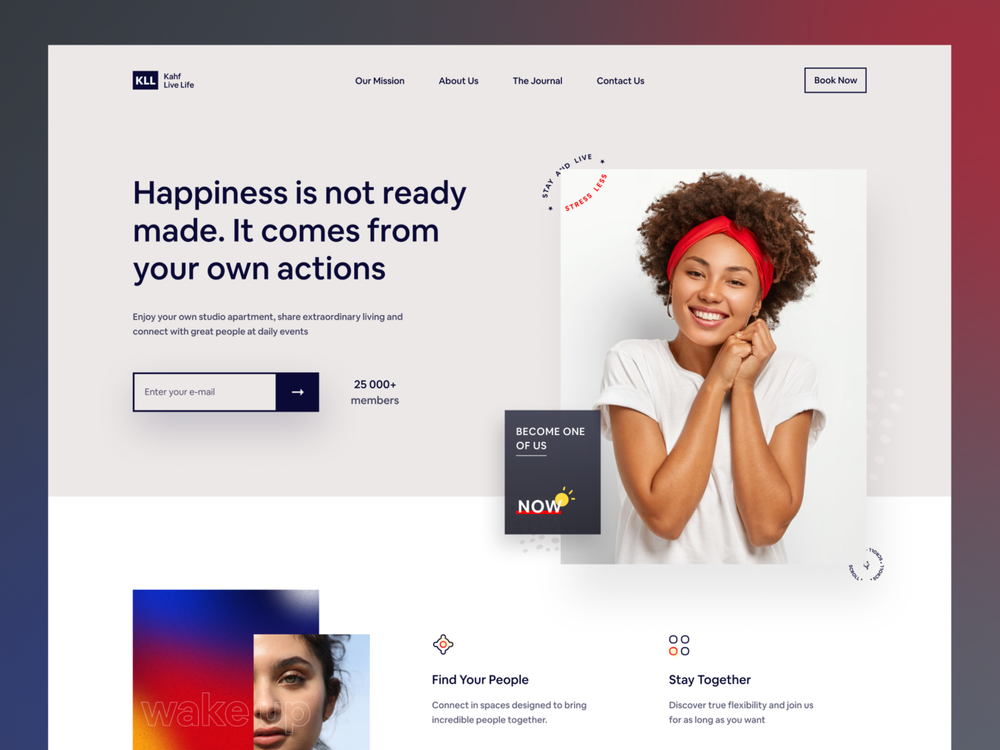 KLL
Kahf
Live Life
Our Mission
About Us
The Journal
Contact Us
Book Now
STAY AND LIVE
STRESS LESS
Happiness is not ready
made. It comes from
your own actions
Enjoy your own studio apartment, share extraordinary living and
connect with great people at daily events
Enter your e-mail
25 000+
members
BECOME ONE
OF US
NOW
SCROLL
wake up
Find Your People
Connect in spaces designed to bring
incredible people together.
Stay Together
Discover true flexibility and join us
for as long as you want